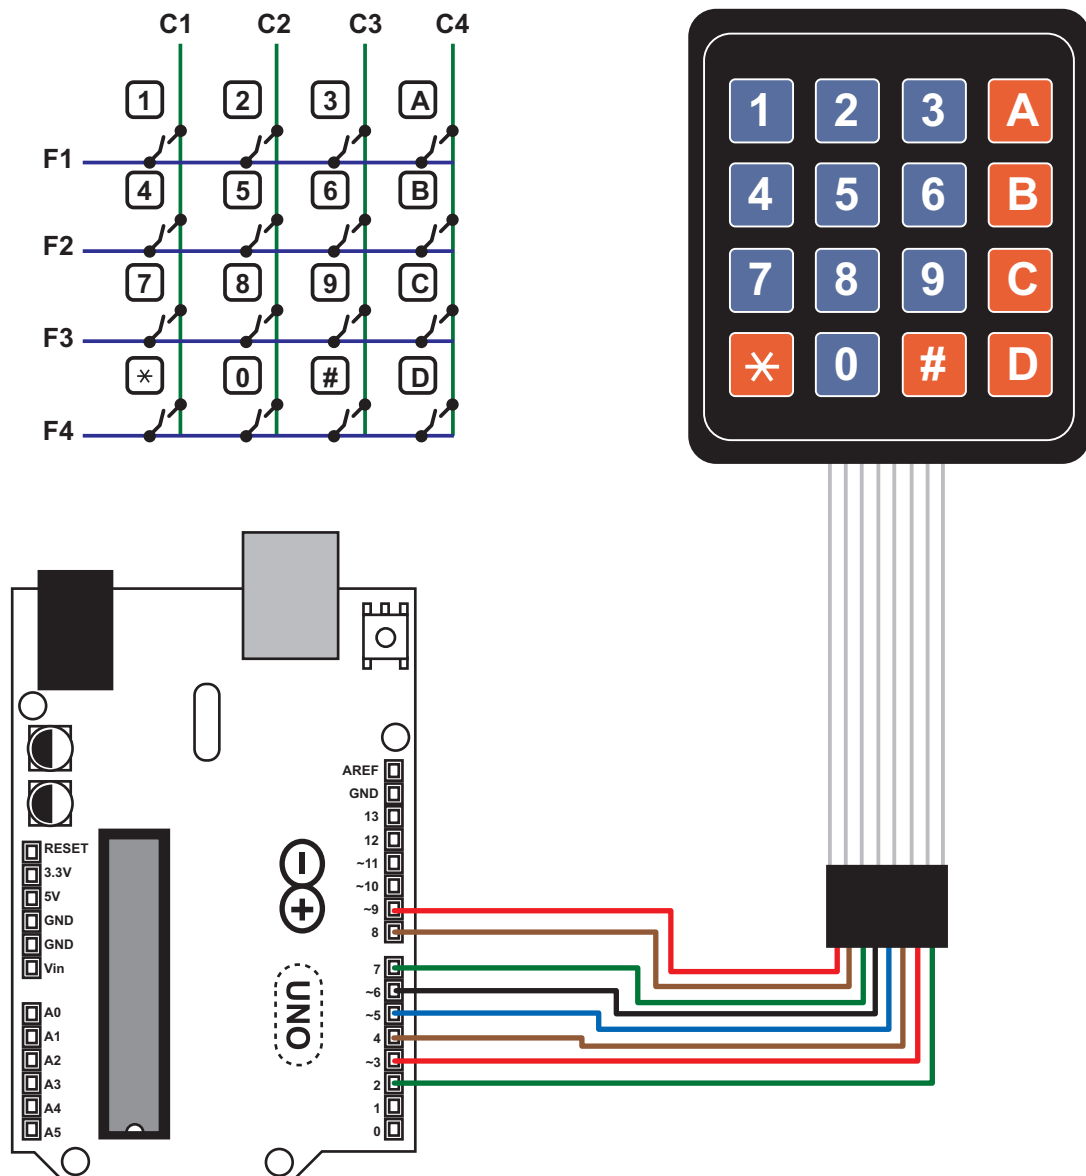 C1 C2 C3 C4
1 2 3 A
F1
4 5 6 B
F2
7 8 9 C
F3
* 0 # D
F4
1 2 3 A
4 5 6 B
7 8 9 C
* 0 # D
RESET
3.3V
5V
GND
GND
Vin
A0
A1
A2
A3
A4
A5
AREF
GND
13
12
~11
~10
~9
8
7
~6
~5
4
~3
2
1
0
UNO